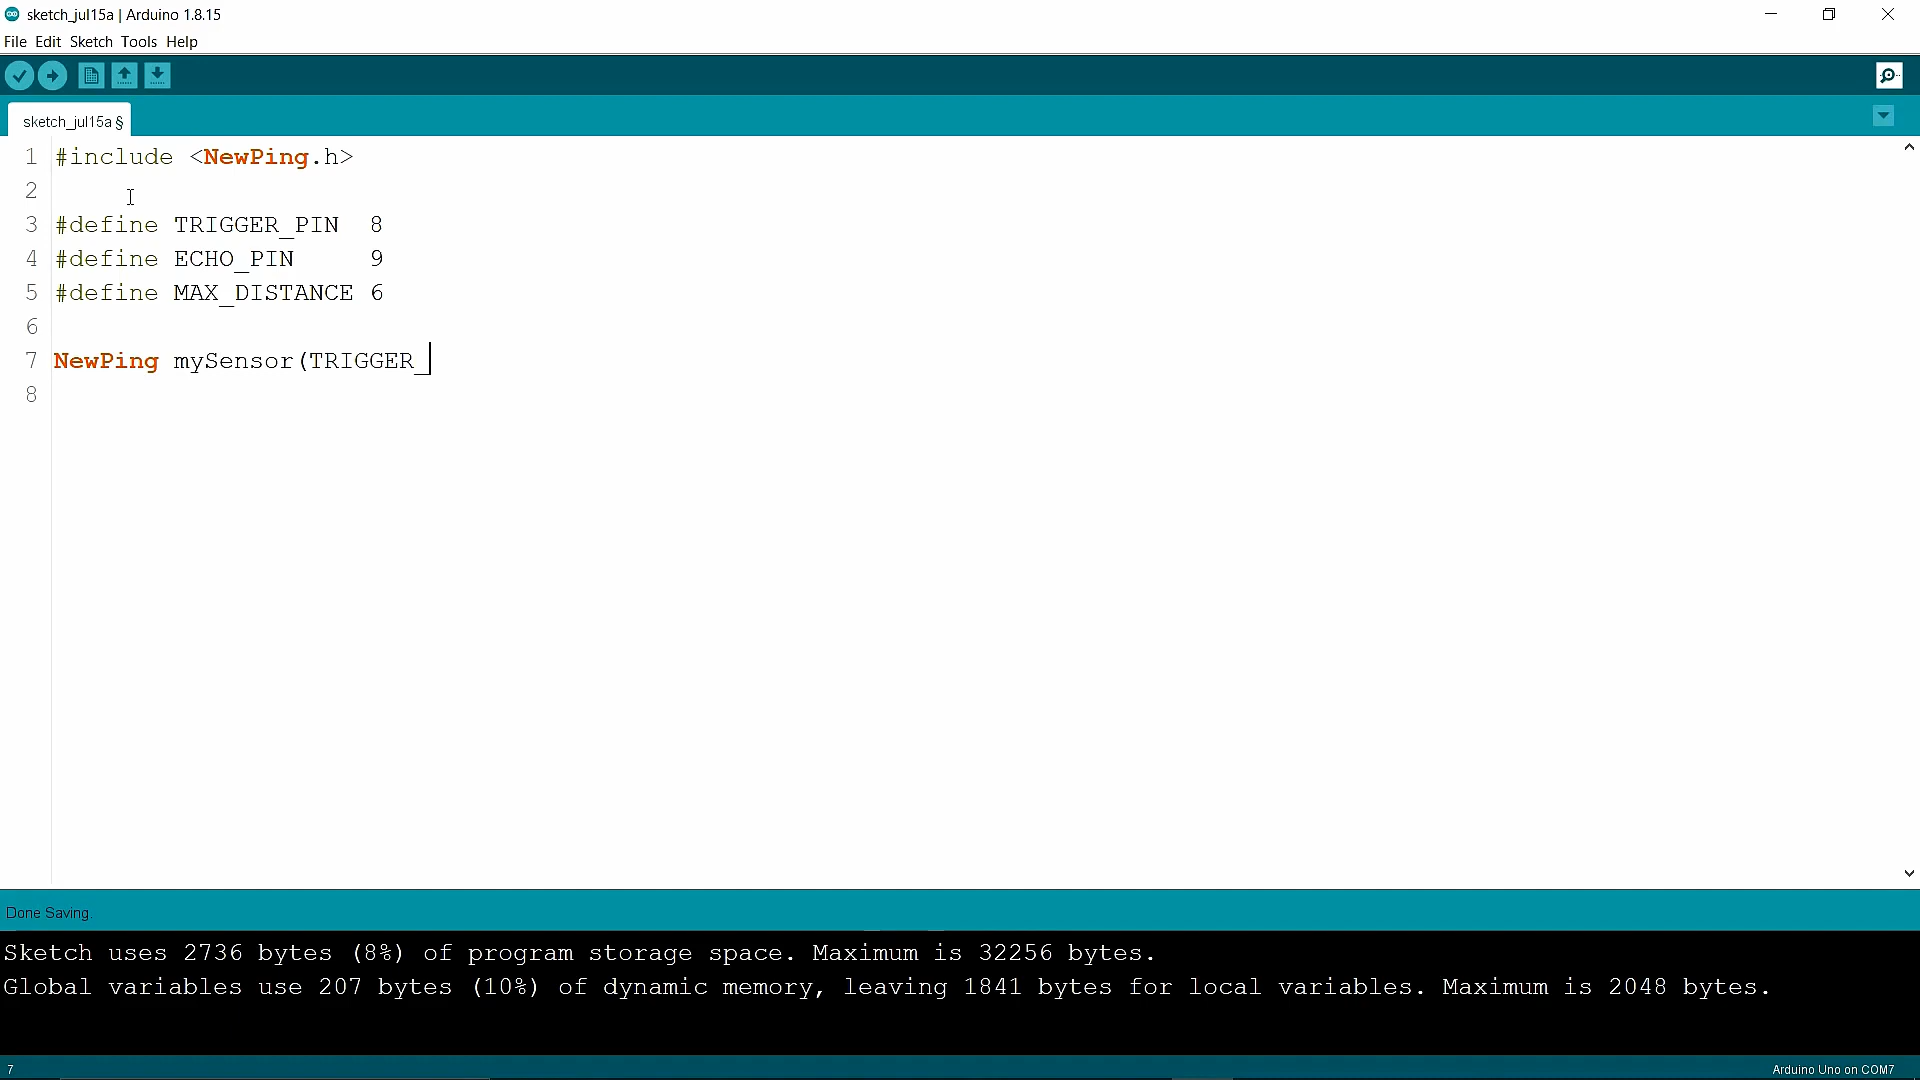 sketch_jul15a | Arduino 1.8.15
File Edit Sketch Tools Help
sketch_jul15a §
1 #include <NewPing.h>
2
3 #define TRIGGER_PIN 8
4 #define ECHO_PIN 9
5 #define MAX_DISTANCE 6
6
7 NewPing mySensor(TRIGGER_
8
Done Saving.
Sketch uses 2736 bytes (8%) of program storage space. Maximum is 32256 bytes.
Global variables use 207 bytes (10%) of dynamic memory, leaving 1841 bytes for local variables. Maximum is 2048 bytes.
7 Arduino Uno on COM7